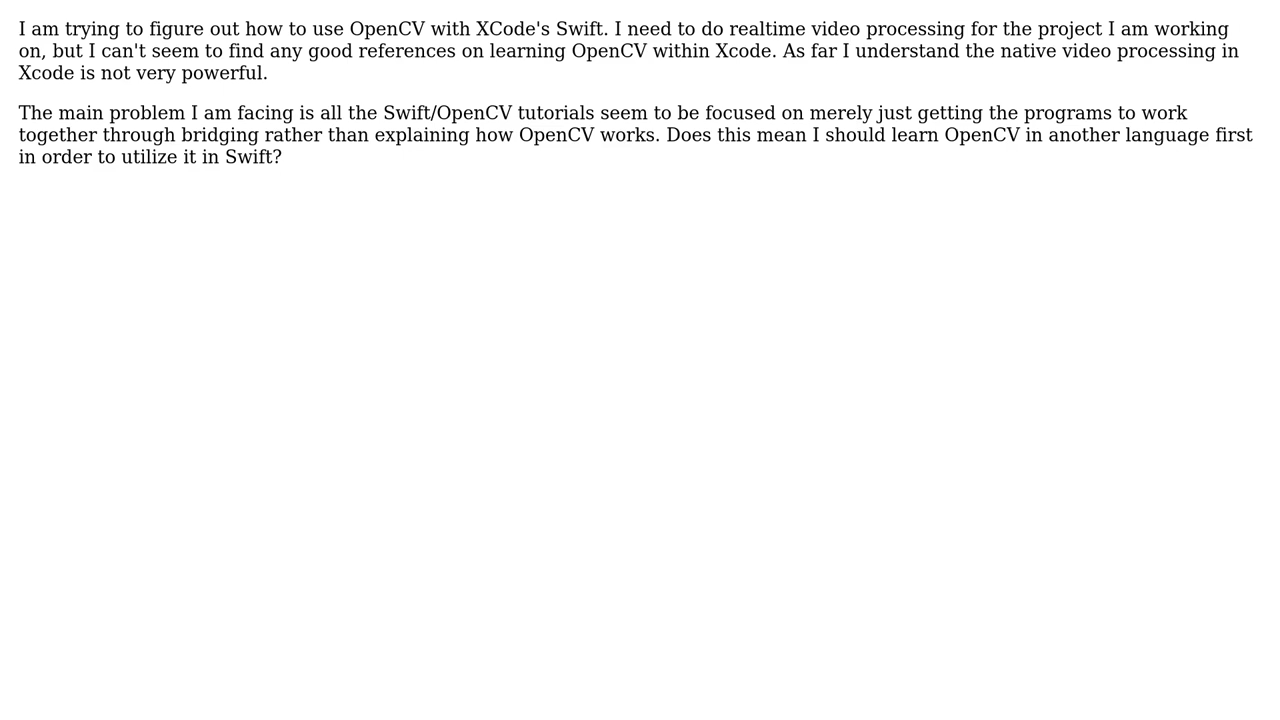 I am trying to figure out how to use OpenCV with XCode's Swift. I need to do realtime video processing for the project I am working
on, but I can't seem to find any good references on learning OpenCV within Xcode. As far I understand the native video processing in
Xcode is not very powerful.
The main problem I am facing is all the Swift/OpenCV tutorials seem to be focused on merely just getting the programs to work
together through bridging rather than explaining how OpenCV works. Does this mean I should learn OpenCV in another language first
in order to utilize it in Swift?